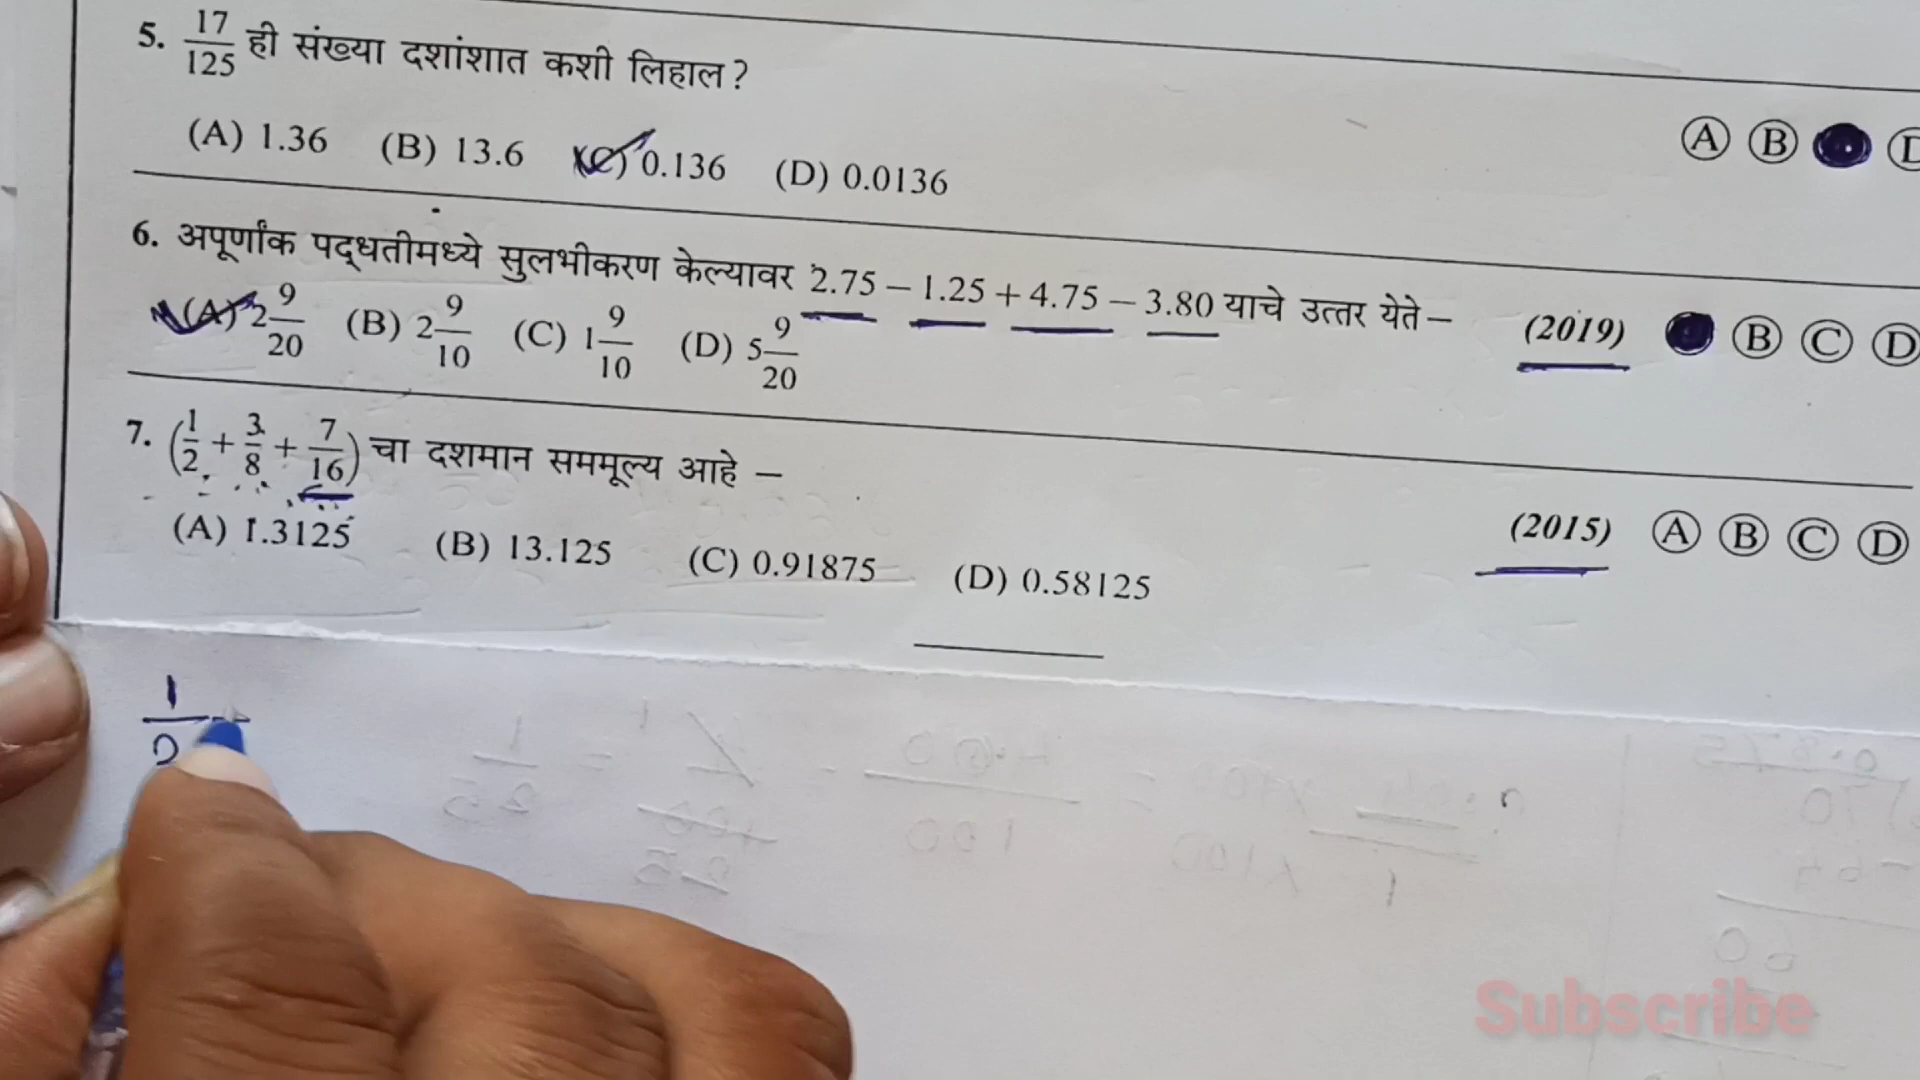 5. 17/125 ही संख्या दशांशात कशी लिहाल?
(A) 1.36 (B) 13.6 (C) 0.136 (D) 0.0136
A B D
6. अपूर्णांक पद्धतीमध्ये सुलभीकरण केल्यावर 2.75 – 1.25 + 4.75 – 3.80 याचे उत्तर येते –
(A) 2 9/20 (B) 2 9/10 (C) 1 9/10 (D) 5 9/20
(2019) B C D
7. (1/2 + 3/8 + 7/16) चा दशमान सममूल्य आहे –
(A) 1.3125 (B) 13.125 (C) 0.91875 (D) 0.58125
(2015) A B C D
1/2
Subscribe